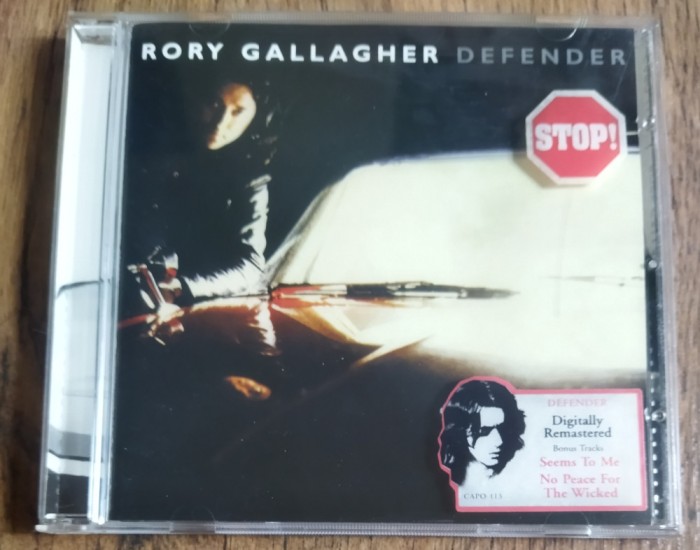 RORY GALLAGHER DEFENDER
STOP!
DEFENDER
Digitally
Remastered
Bonus Tracks
Seems To Me
No Peace For
The Wicked
CAPO 113